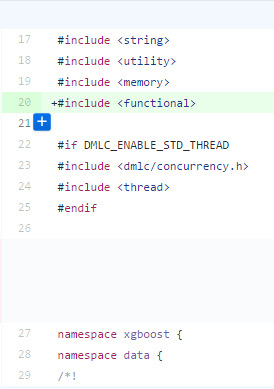 17 #include <string>
18 #include <utility>
19 #include <memory>
20 +#include <functional>
21 +
22 #if DMLC_ENABLE_STD_THREAD
23 #include <dmlc/concurrency.h>
24 #include <thread>
25 #endif
26
27 namespace xgboost {
28 namespace data {
29 /*!